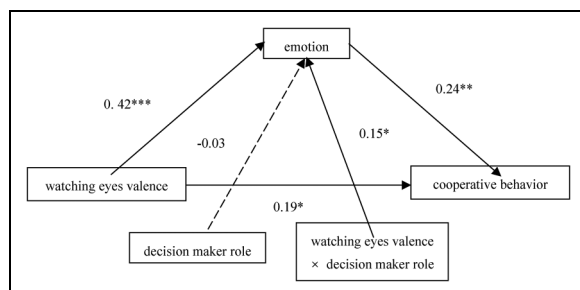 emotion
0. 42***
0.24**
-0.03
0.15*
watching eyes valence
cooperative behavior
0.19*
decision maker role
watching eyes valence
× decision maker role